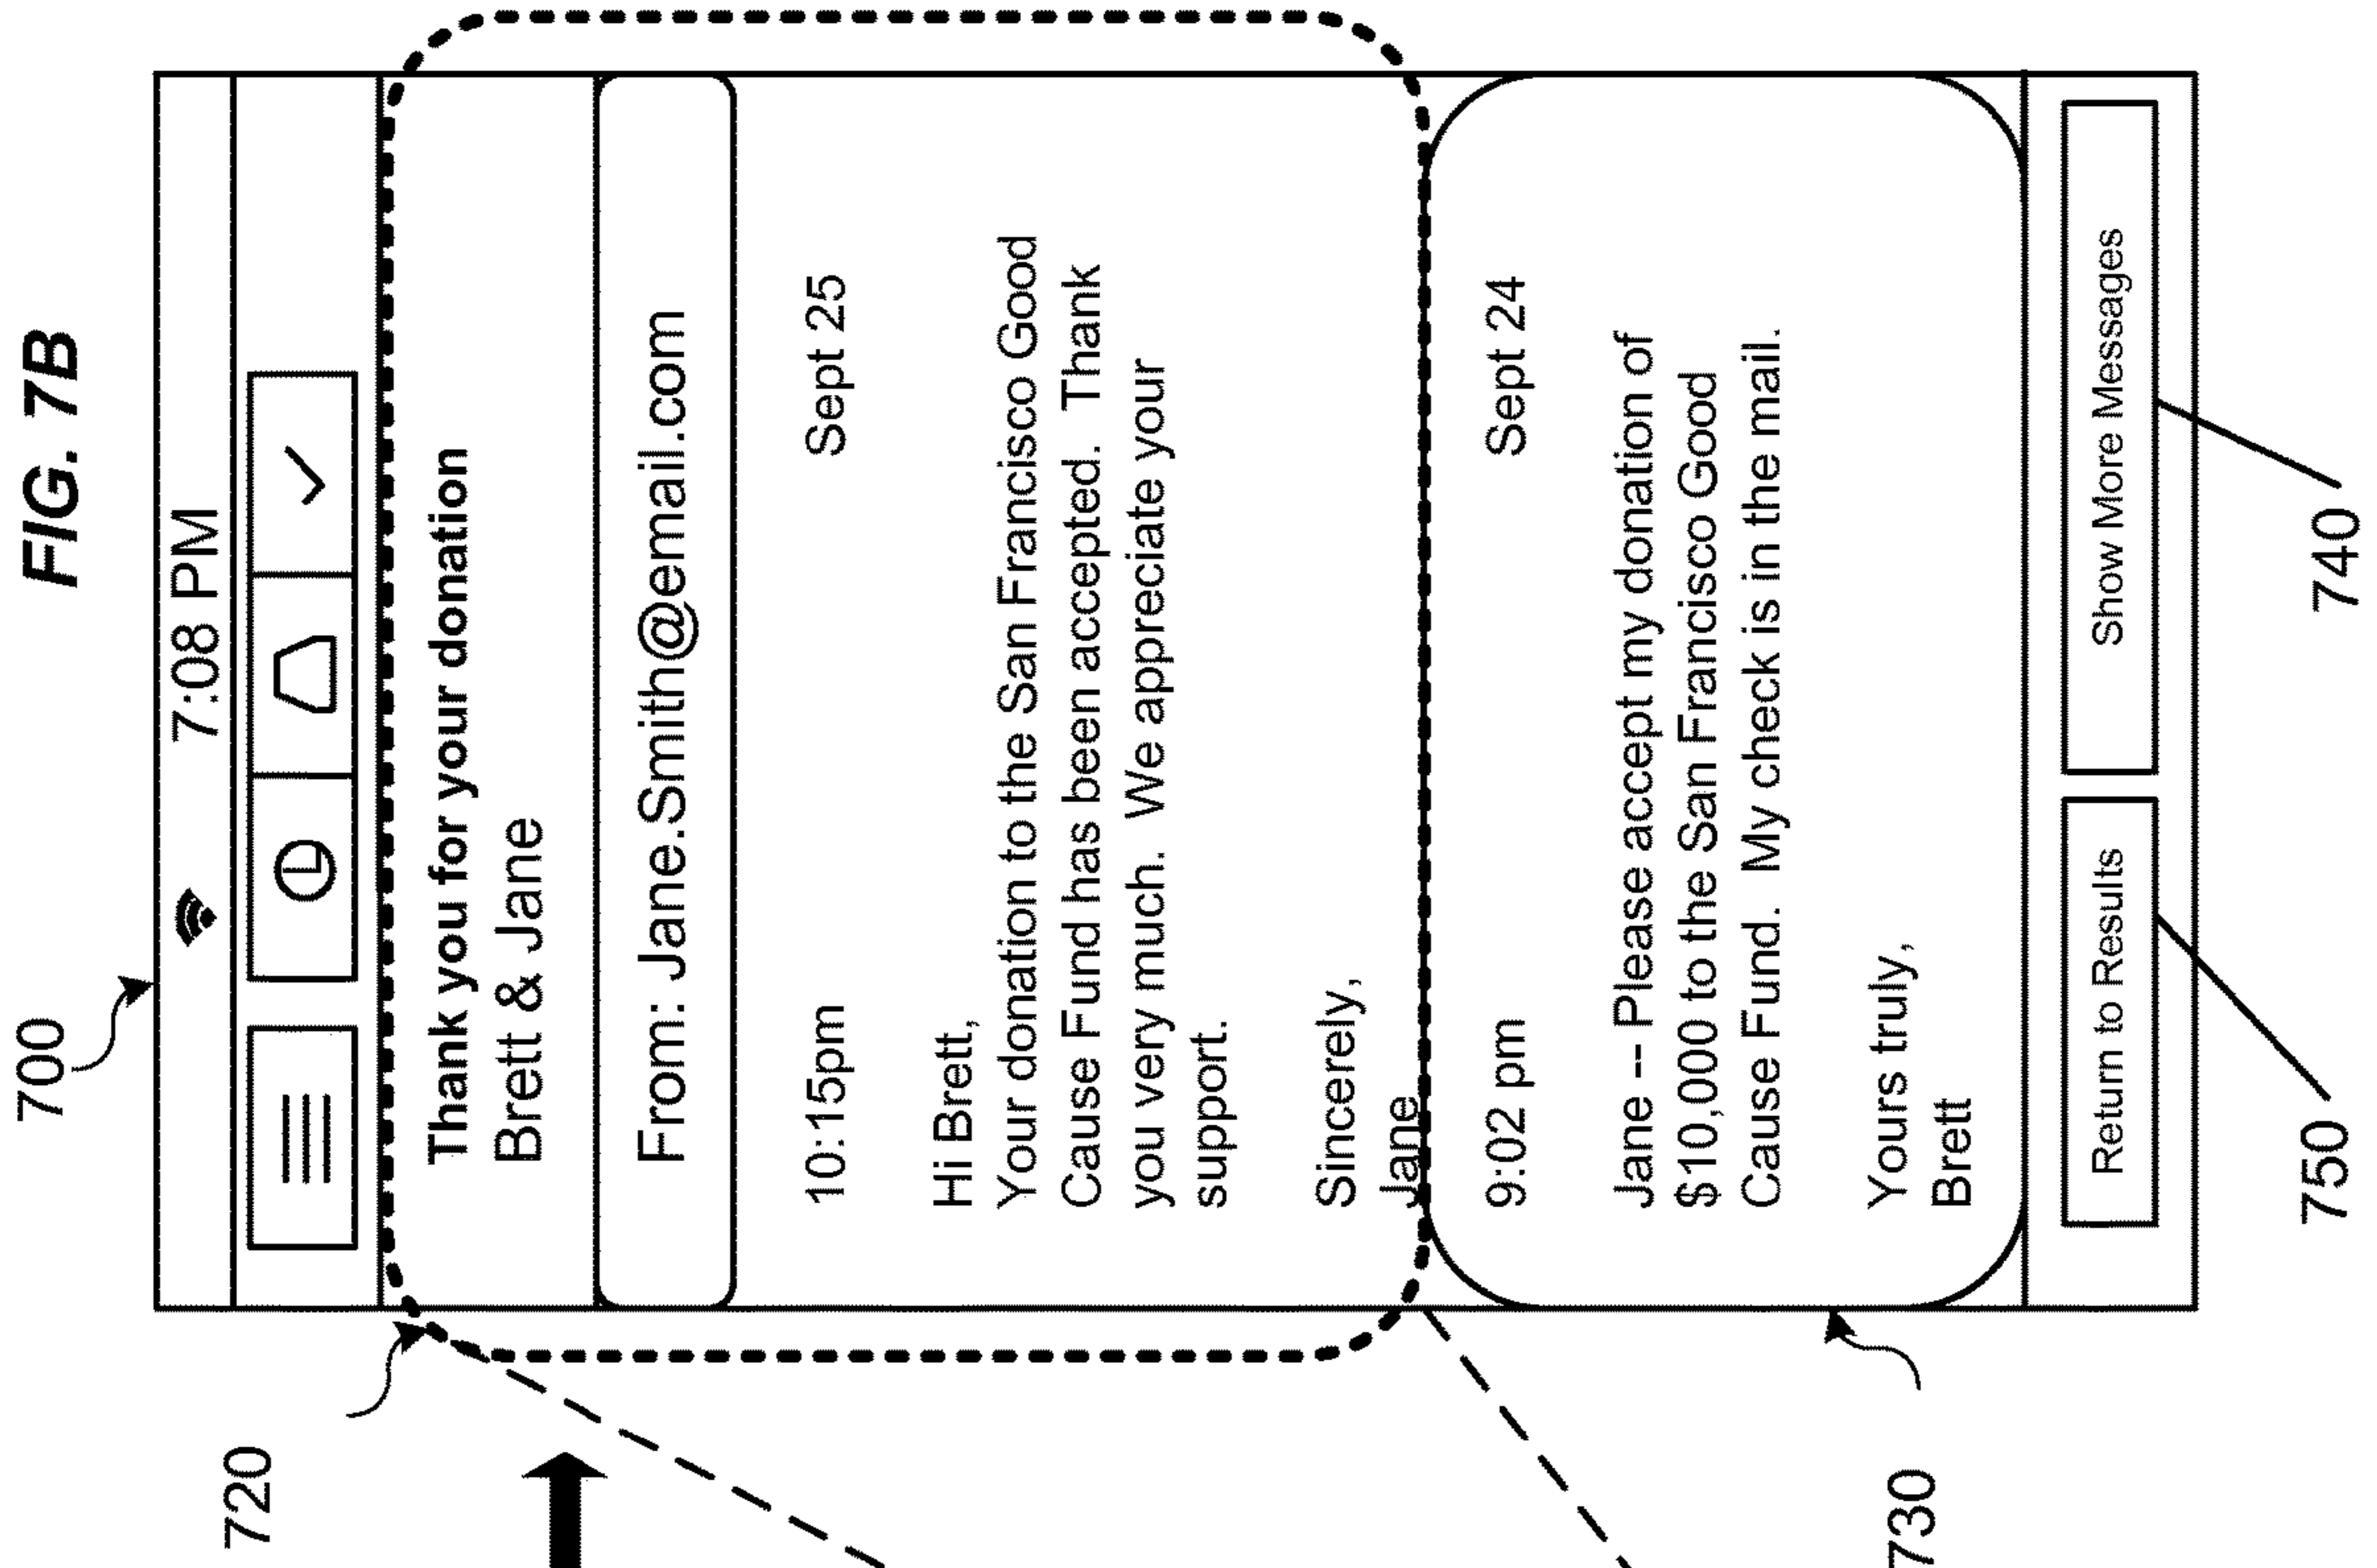 FIG. 7B
700
7:08 PM
720
Thank you for your donation
Brett & Jane
From: Jane.Smith@email.com
10:15pm Sept 25
Hi Brett,
Your donation to the San Francisco Good
Cause Fund has been accepted. Thank
you very much. We appreciate your
support.
Sincerely,
Jane
9:02 pm Sept 24
Jane -- Please accept my donation of
$10,000 to the San Francisco Good
Cause Fund. My check is in the mail.
Yours truly,
Brett
730
Return to Results Show More Messages
750 740